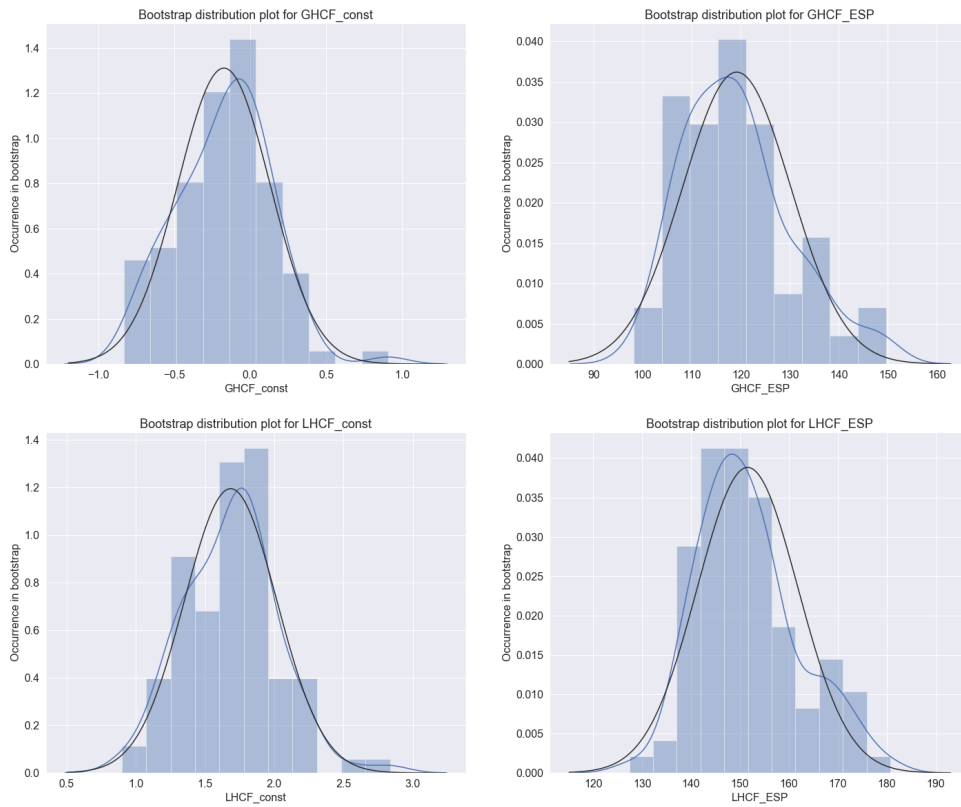 Bootstrap distribution plot for GHCF_const
Occurrence in bootstrap
1.4
1.2
1.0
0.8
0.6
0.4
0.2
0.0
−1.0 −0.5 0.0 0.5 1.0
GHCF_const
Bootstrap distribution plot for GHCF_ESP
Occurrence in bootstrap
0.040
0.035
0.030
0.025
0.020
0.015
0.010
0.005
0.000
90 100 110 120 130 140 150 160
GHCF_ESP
Bootstrap distribution plot for LHCF_const
Occurrence in bootstrap
1.4
1.2
1.0
0.8
0.6
0.4
0.2
0.0
0.5 1.0 1.5 2.0 2.5 3.0
LHCF_const
Bootstrap distribution plot for LHCF_ESP
Occurrence in bootstrap
0.040
0.035
0.030
0.025
0.020
0.015
0.010
0.005
0.000
120 130 140 150 160 170 180 190
LHCF_ESP